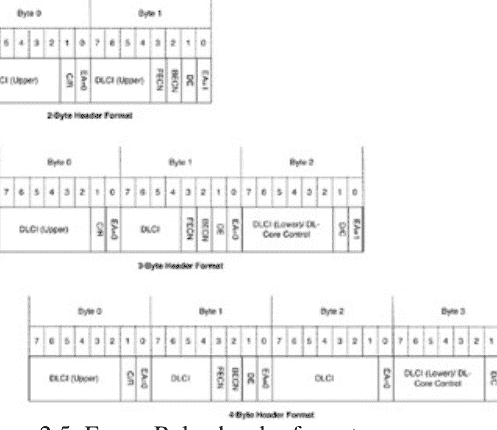 Byte 0 Byte 1
5 4 3 2 1 0 7 6 5 4 3 2 1 0
CI (Upper) C/R EA=0 DLCI (Upper) FECN BECN DE EA=1
2-Byte Header Format
Byte 0 Byte 1 Byte 2
7 6 5 4 3 2 1 0 7 6 5 4 3 2 1 0 7 6 5 4 3 2 1 0
DLCI (Upper) C/R EA=0 DLCI FECN BECN DE EA=0 DLCI (Lower)/ DL- D/C EA=1
Core Control
3-Byte Header Format
Byte 0 Byte 1 Byte 2 Byte 3
7 6 5 4 3 2 1 0 7 6 5 4 3 2 1 0 7 6 5 4 3 2 1 0 7 6 5 4 3 2 1
DLCI (Upper) C/R EA=0 DLCI FECN BECN DE EA=0 DLCI EA=0 DLCI (Lower)/ DL-
Core Control
4-Byte Header Format